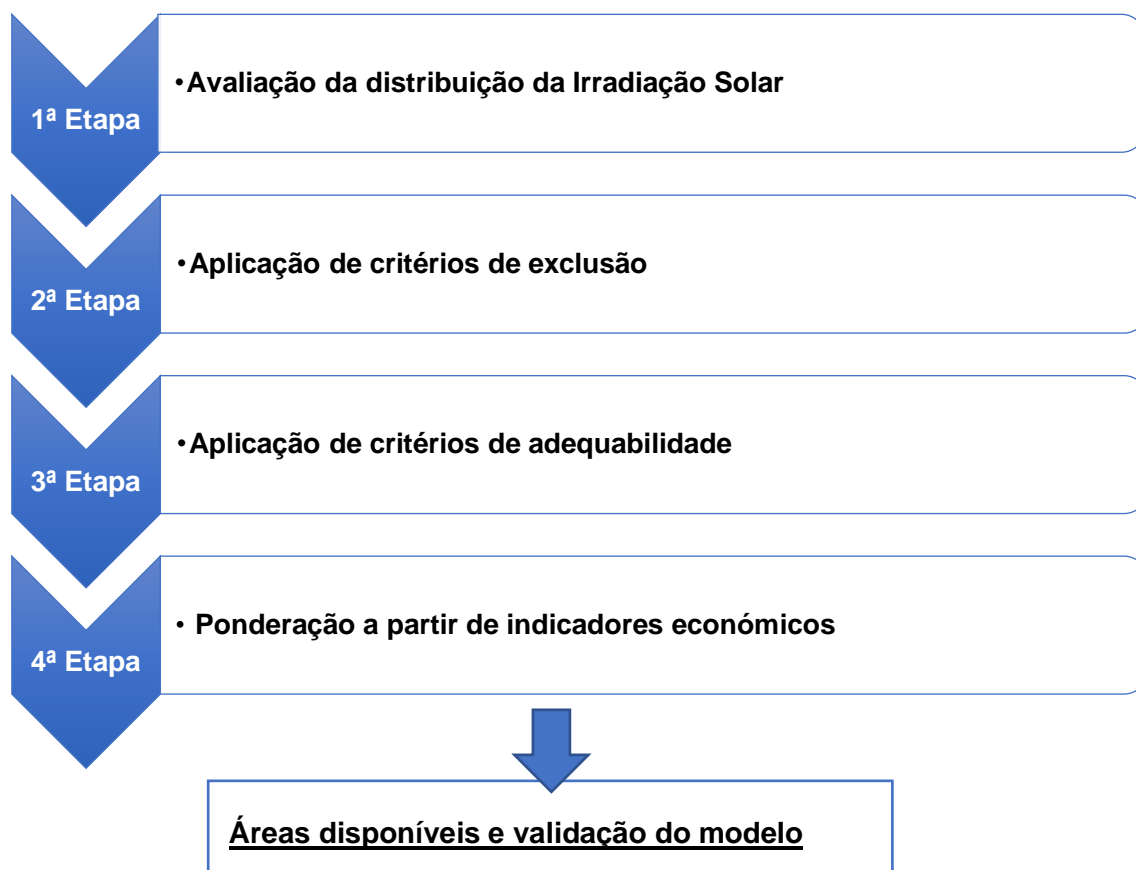 •Avaliação da distribuição da Irradiação Solar
1ª Etapa
•Aplicação de critérios de exclusão
2ª Etapa
•Aplicação de critérios de adequabilidade
3ª Etapa
• Ponderação a partir de indicadores económicos
4ª Etapa
Áreas disponíveis e validação do modelo